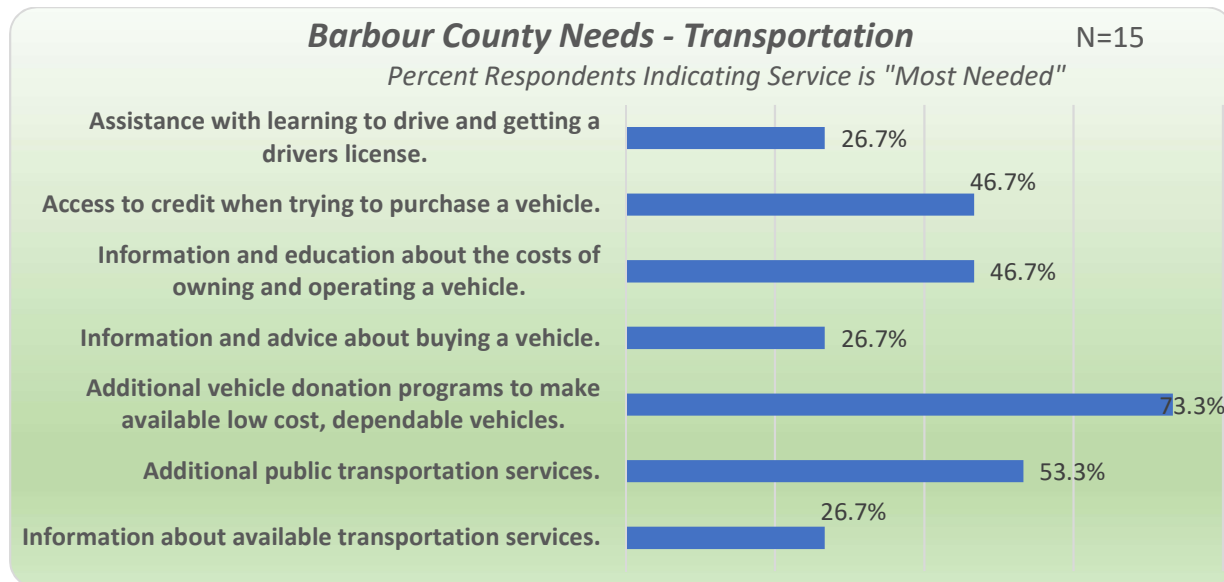 Barbour County Needs - Transportation N=15
Percent Respondents Indicating Service is "Most Needed"
Assistance with learning to drive and getting a
drivers license.
26.7%
Access to credit when trying to purchase a vehicle.
46.7%
Information and education about the costs of
owning and operating a vehicle.
46.7%
Information and advice about buying a vehicle.
26.7%
Additional vehicle donation programs to make
available low cost, dependable vehicles.
73.3%
Additional public transportation services.
53.3%
Information about available transportation services.
26.7%